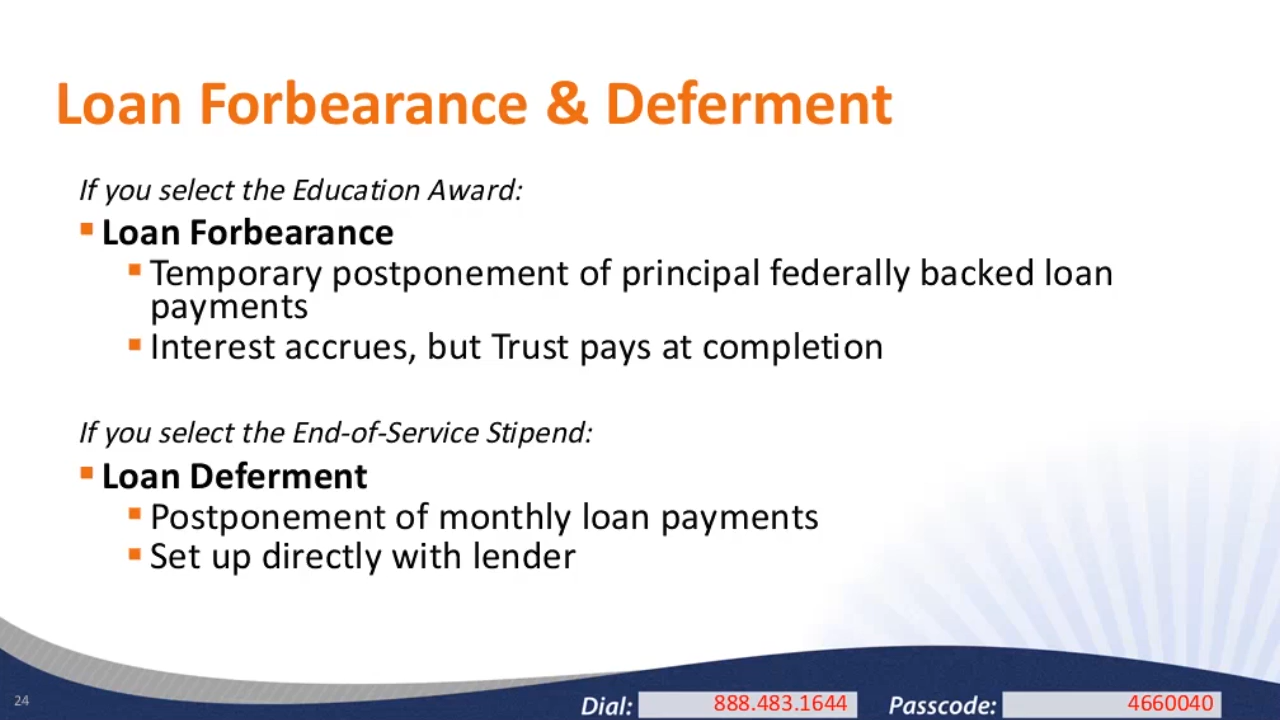 Loan Forbearance & Deferment
If you select the Education Award:
Loan Forbearance
Temporary postponement of principal federally backed loan
payments
Interest accrues, but Trust pays at completion
If you select the End-of-Service Stipend:
Loan Deferment
Postponement of monthly loan payments
Set up directly with lender
24
Dial: 888.483.1644 Passcode: 4660040